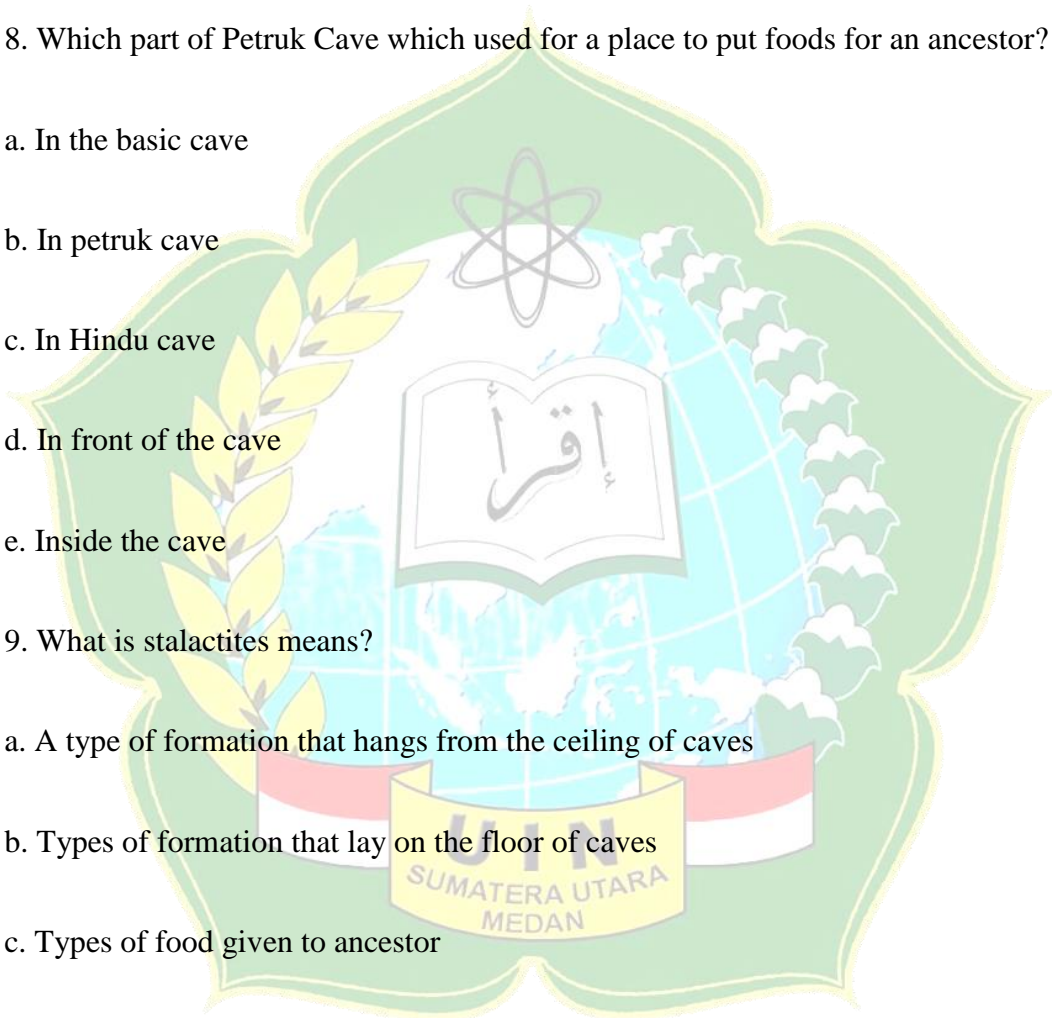 8. Which part of Petruk Cave which used for a place to put foods for an ancestor?
a. In the basic cave
b. In petruk cave
c. In Hindu cave
d. In front of the cave
e. Inside the cave
إقرأ
9. What is stalactites means?
a. A type of formation that hangs from the ceiling of caves
b. Types of formation that lay on the floor of caves
UIN
SUMATERA UTARA
MEDAN
c. Types of food given to ancestor